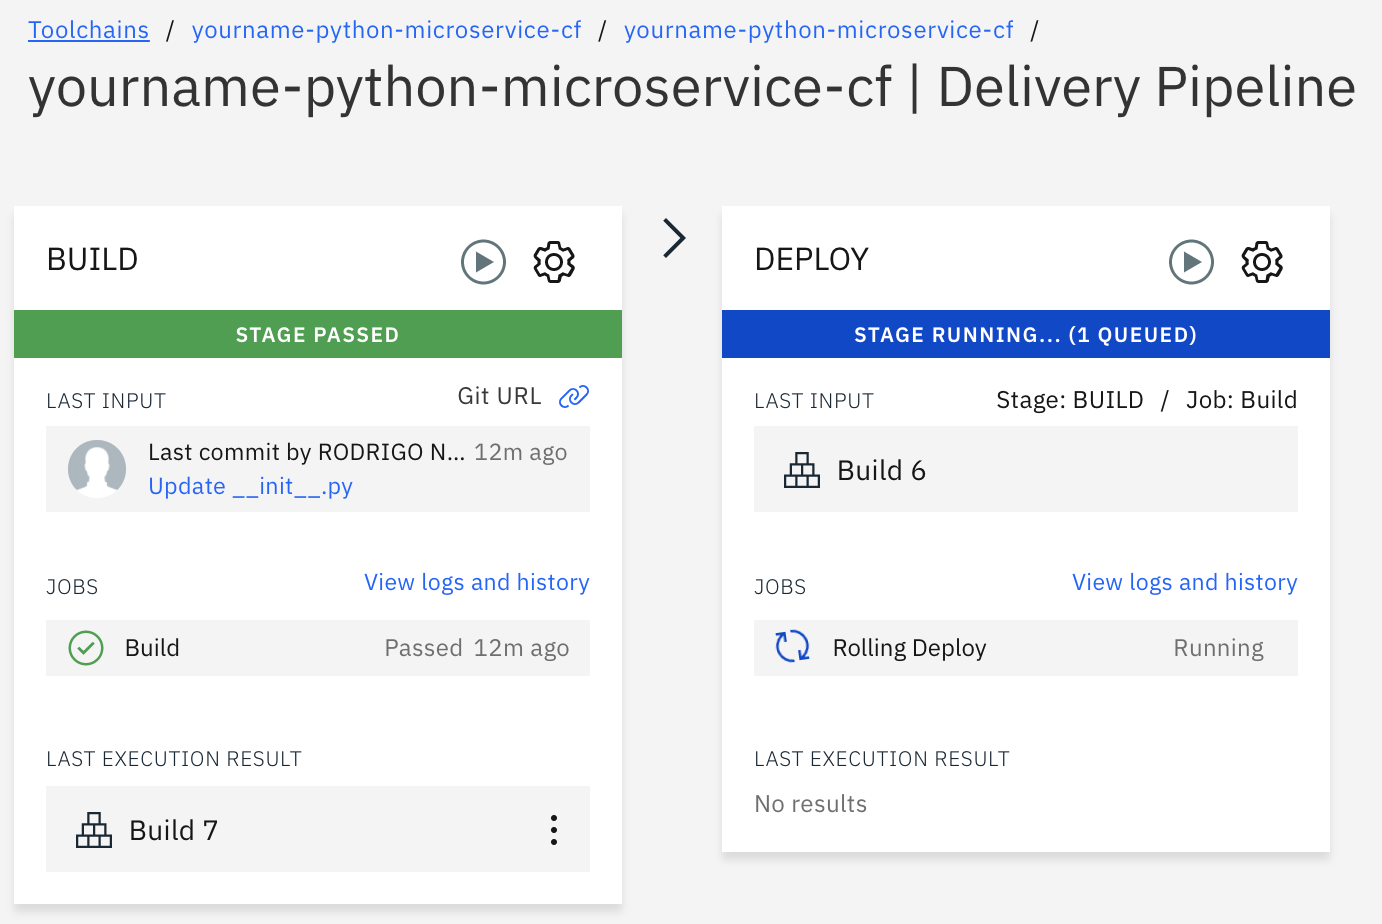 Toolchains / yourname-python-microservice-cf / yourname-python-microservice-cf /
yourname-python-microservice-cf | Delivery Pipeline
BUILD
STAGE PASSED
LAST INPUT
Git URL
Last commit by RODRIGO N... 12m ago
Update __init__.py
JOBS
View logs and history
Build
Passed 12m ago
LAST EXECUTION RESULT
Build 7
DEPLOY
STAGE RUNNING... (1 QUEUED)
LAST INPUT
Stage: BUILD / Job: Build
Build 6
JOBS
View logs and history
Rolling Deploy
Running
LAST EXECUTION RESULT
No results